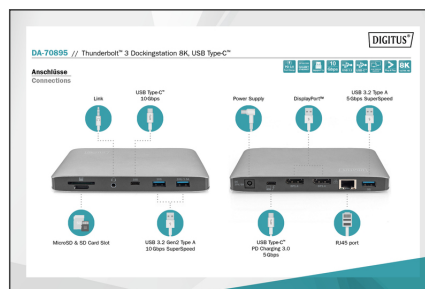 DIGITUS®
DA-70895 // Thunderbolt™ 3 Dockingstation 8K, USB Type-C™
Anschlüsse
Connections
10
8K
Link
USB Type-C™
10Gbps
Power Supply
DisplayPort™
USB 3.2 Type A
5Gbps SuperSpeed
MicroSD & SD Card Slot
USB 3.2 Gen2 Type A
10Gbps SuperSpeed
USB Type-C™
PD Charging 3.0
5Gbps
RJ45 port